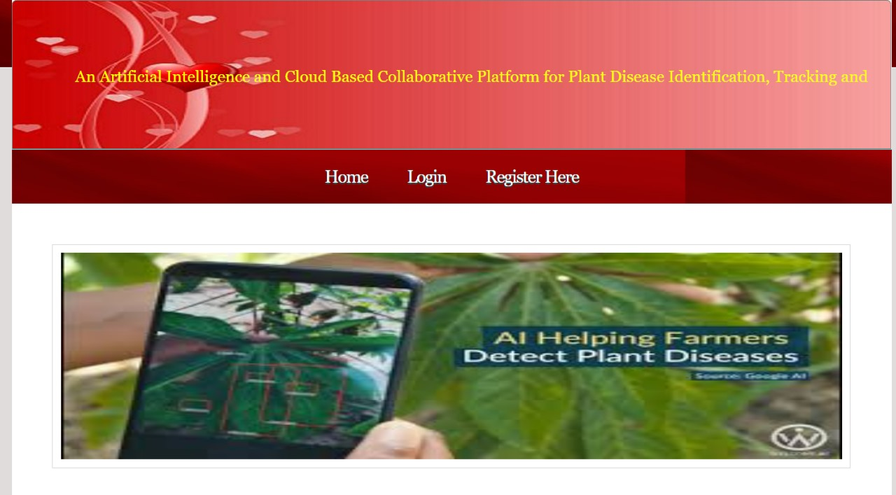 An Artificial Intelligence and Cloud Based Collaborative Platform for Plant Disease Identification, Tracking and
Home Login Register Here
AI Helping Farmers
Detect Plant Diseases
Source: Google AI